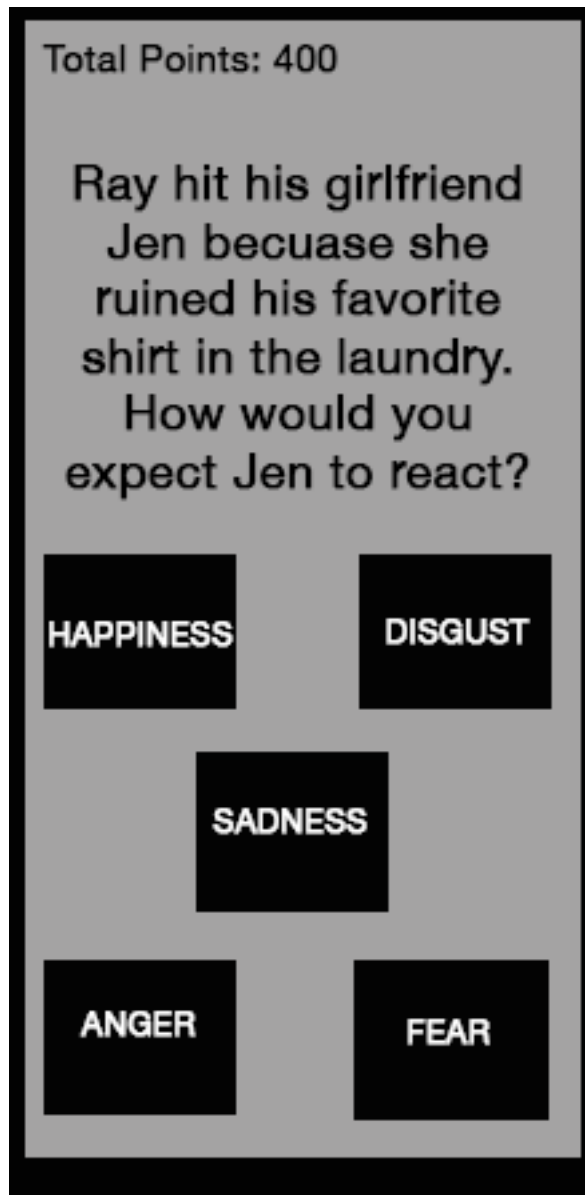 Total Points: 400
Ray hit his girlfriend
Jen becuase she
ruined his favorite
shirt in the laundry.
How would you
expect Jen to react?
HAPPINESS
DISGUST
SADNESS
ANGER
FEAR